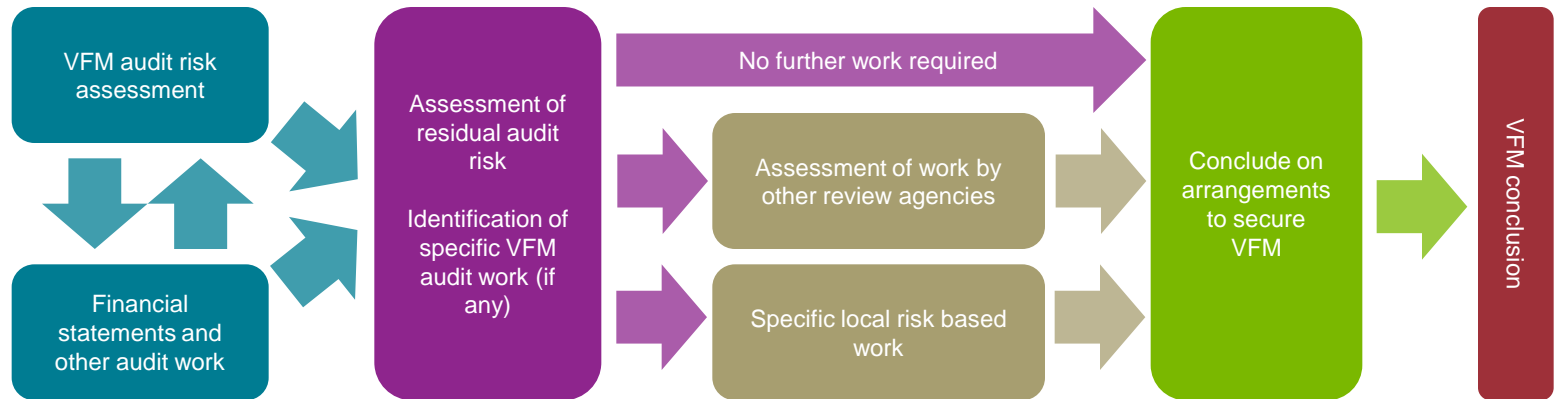 VFM audit risk
assessment
Financial
statements and
other audit work
Assessment of
residual audit
risk
Identification of
specific VFM
audit work (if
any)
No further work required
Assessment of work by
other review agencies
Specific local risk based
work
Conclude on
arrangements
to secure
VFM
VFM conclusion